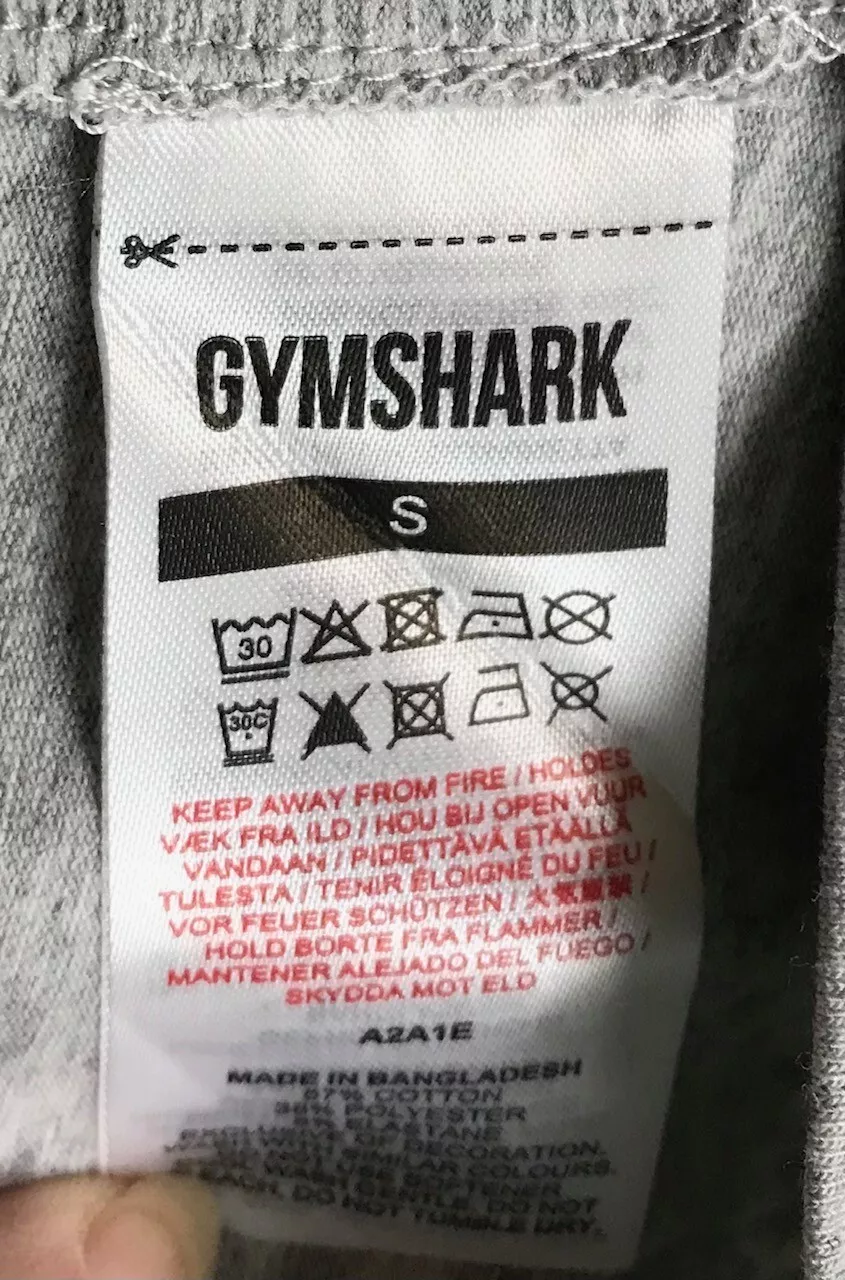 GYMSHARK
S
30
30C
KEEP AWAY FROM FIRE / HOLDES
VÆK FRA ILD / HOU BIJ OPEN VUUR
VANDAAN / PIDETTÄVÄ ETÄÄLLÄ
TULESTA / TENIR ÉLOIGNÉ DU FEU /
VOR FEUER SCHÜTZEN / 火気厳禁 /
HOLD BORTE FRA FLAMMER /
MANTENER ALEJADO DEL FUEGO /
SKYDDA MOT ELD
A2A1E
MADE IN BANGLADESH
57% COTTON
POLYESTER
ELASTANE
EXCLUSIVE OF DECORATION.
SIMILAR COLOURS.
USE SOFTENER
GENTLE. DO NOT
DO NOT TUMBLE DRY.